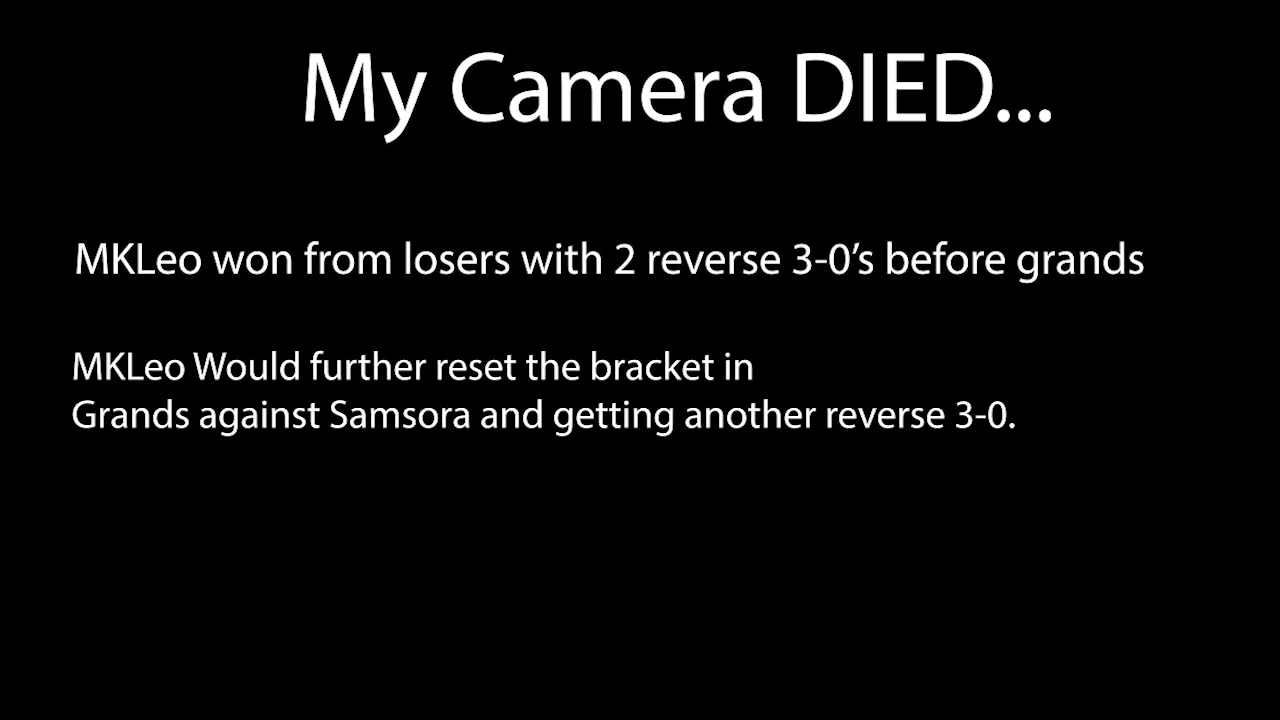 My Camera DIED...
MKLeo won from losers with 2 reverse 3-0’s before grands
MKLeo Would further reset the bracket in
Grands against Samsora and getting another reverse 3-0.